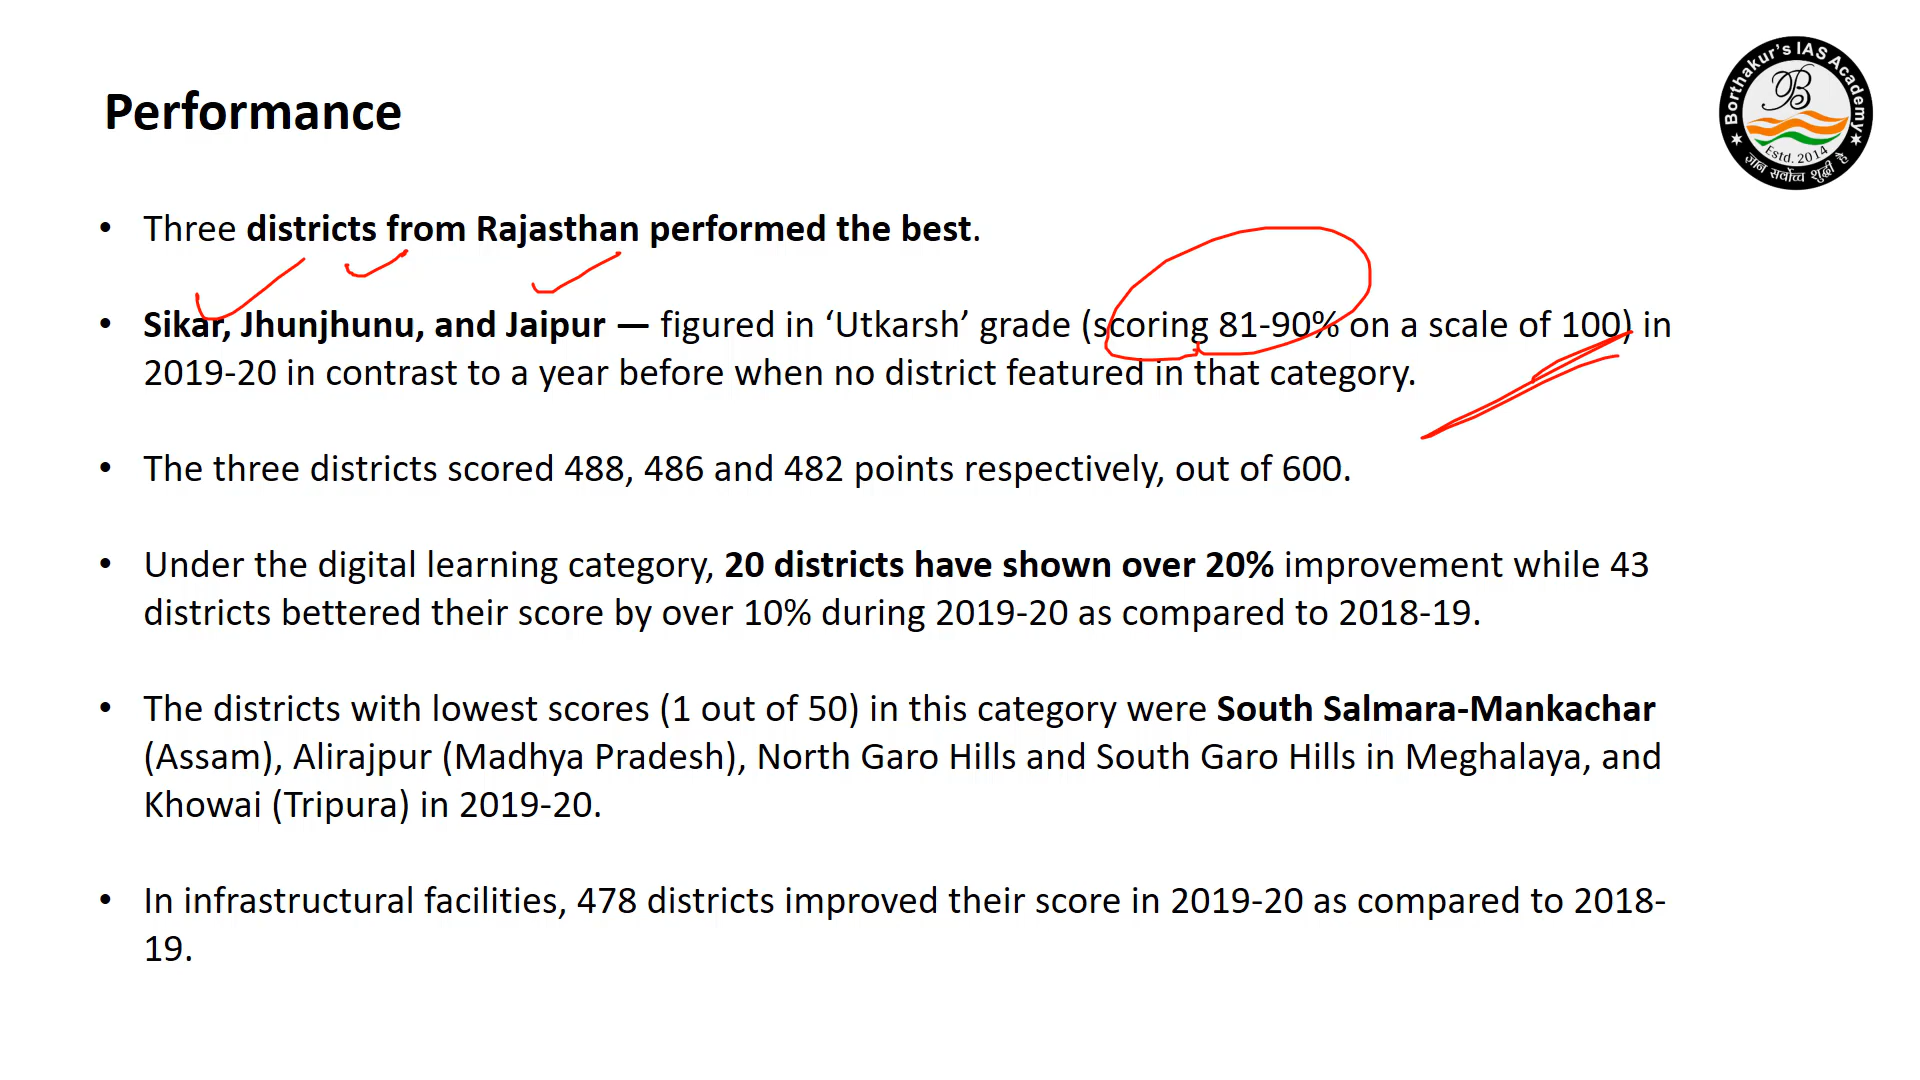 Borthakur's IAS Academy
B
Estd. 2014
ज्ञान सर्वोच्च शुद्धी है
Performance
• Three districts from Rajasthan performed the best.
• Sikar, Jhunjhunu, and Jaipur — figured in ‘Utkarsh’ grade (scoring 81-90% on a scale of 100) in
2019-20 in contrast to a year before when no district featured in that category.
• The three districts scored 488, 486 and 482 points respectively, out of 600.
• Under the digital learning category, 20 districts have shown over 20% improvement while 43
districts bettered their score by over 10% during 2019-20 as compared to 2018-19.
• The districts with lowest scores (1 out of 50) in this category were South Salmara-Mankachar
(Assam), Alirajpur (Madhya Pradesh), North Garo Hills and South Garo Hills in Meghalaya, and
Khowai (Tripura) in 2019-20.
• In infrastructural facilities, 478 districts improved their score in 2019-20 as compared to 2018-
19.